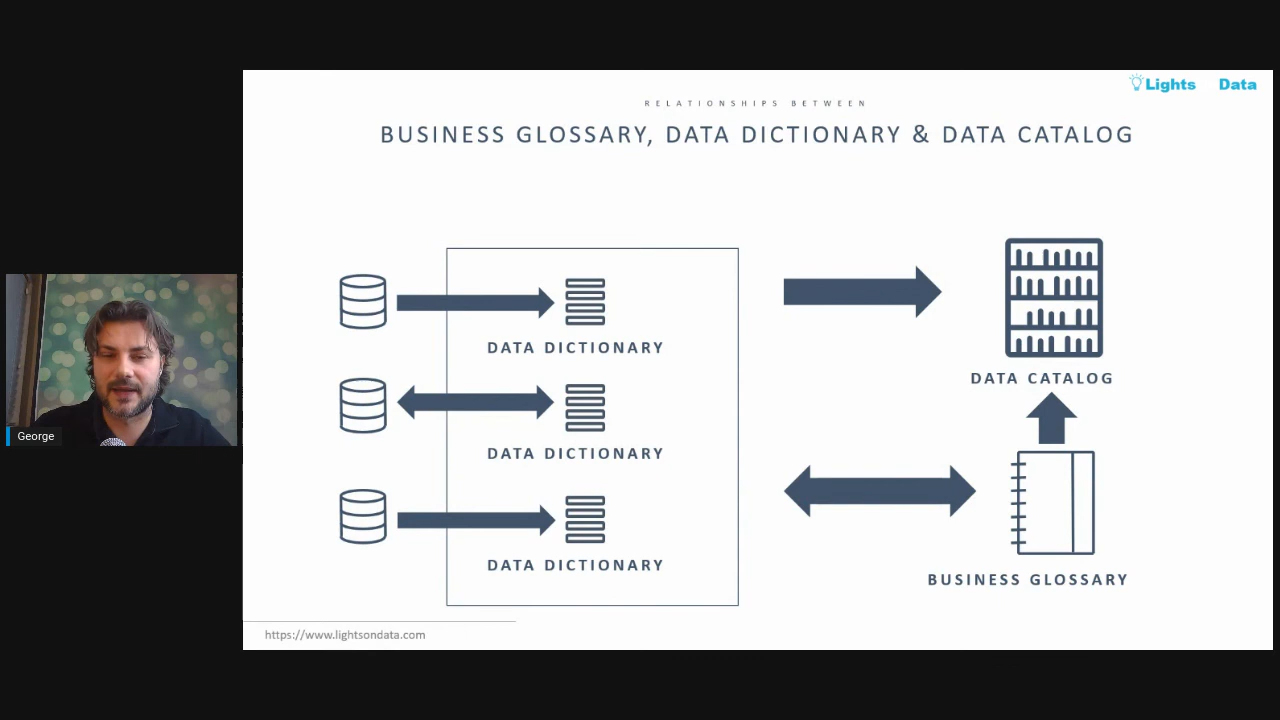 Lights Data
RELATIONSHIPS BETWEEN
BUSINESS GLOSSARY, DATA DICTIONARY & DATA CATALOG
DATA DICTIONARY
DATA CATALOG
George
DATA DICTIONARY
DATA DICTIONARY
BUSINESS GLOSSARY
https://www.lightsondata.com